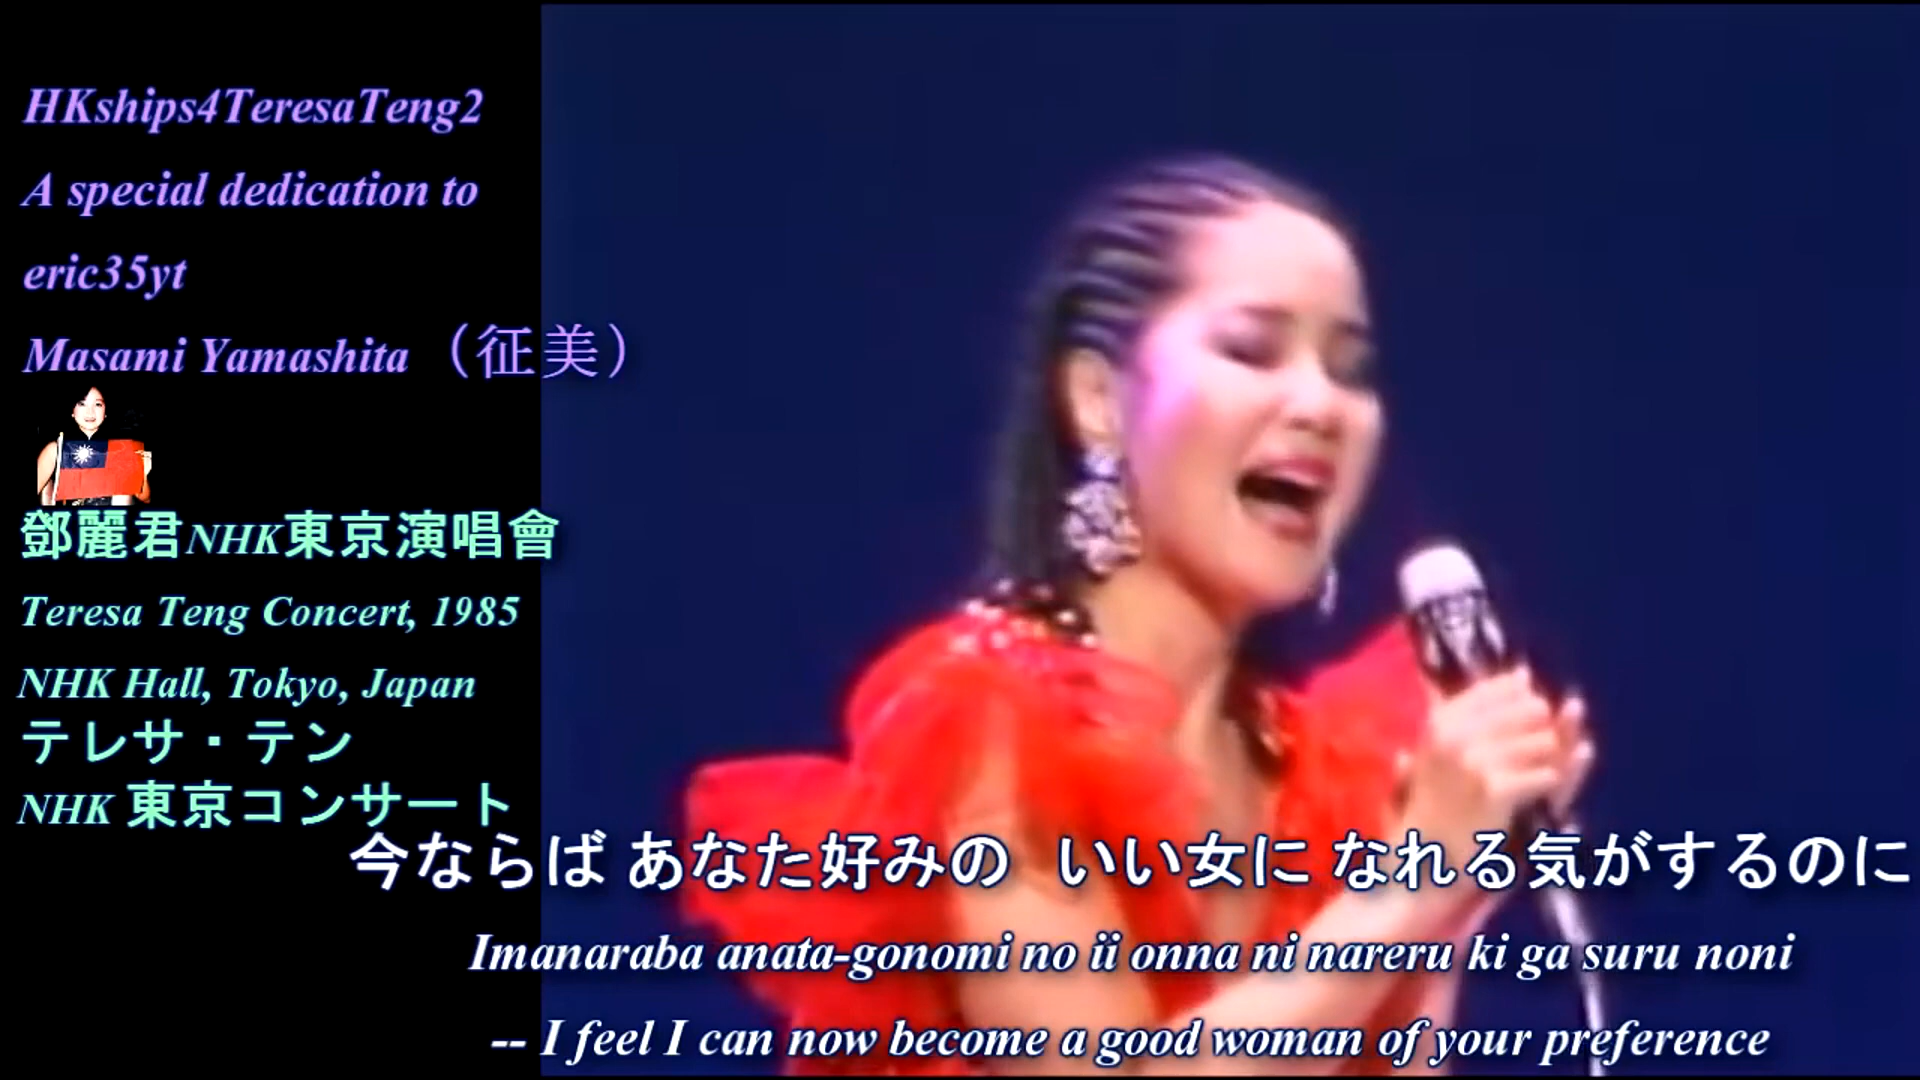 HKships4TeresaTeng2
A special dedication to
eric35yt
Masami Yamashita （征美）
鄧麗君NHK東京演唱會
Teresa Teng Concert, 1985
NHK Hall, Tokyo, Japan
テレサ・テン
NHK 東京コンサート
今ならば あなた好みの　いい女に なれる気がするのに
Imanaraba anata-gonomi no ii onna ni nareru ki ga suru noni
-- I feel I can now become a good woman of your preference